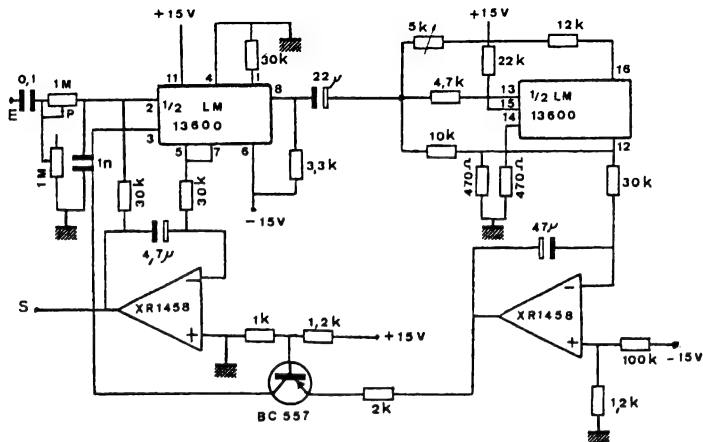 +15V
+15V
5k
12k
30k
22k
0,1
1M
11
4
1
22µ
16
8
4,7k
13
1/2 LM
E
2
1/2
LM
15
13600
P
13600
14
3
10k
12
5
7
6
1M
1n
3,3k
470Ω
470Ω
30k
30k
30k
-15V
47µ
4,7µ
-
-
S
XR1458
XR1458
1k
1,2k
+15V
+
+
100k
-15V
BC 557
2k
1,2k